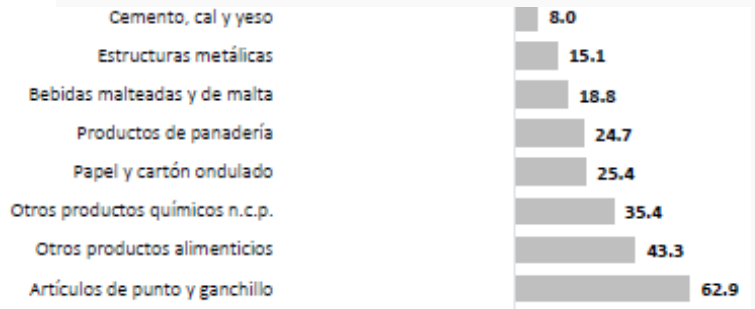 Cemento, cal y yeso 8.0
Estructuras metálicas 15.1
Bebidas malteadas y de malta 18.8
Productos de panadería 24.7
Papel y cartón ondulado 25.4
Otros productos químicos n.c.p. 35.4
Otros productos alimenticios 43.3
Artículos de punto y ganchillo 62.9